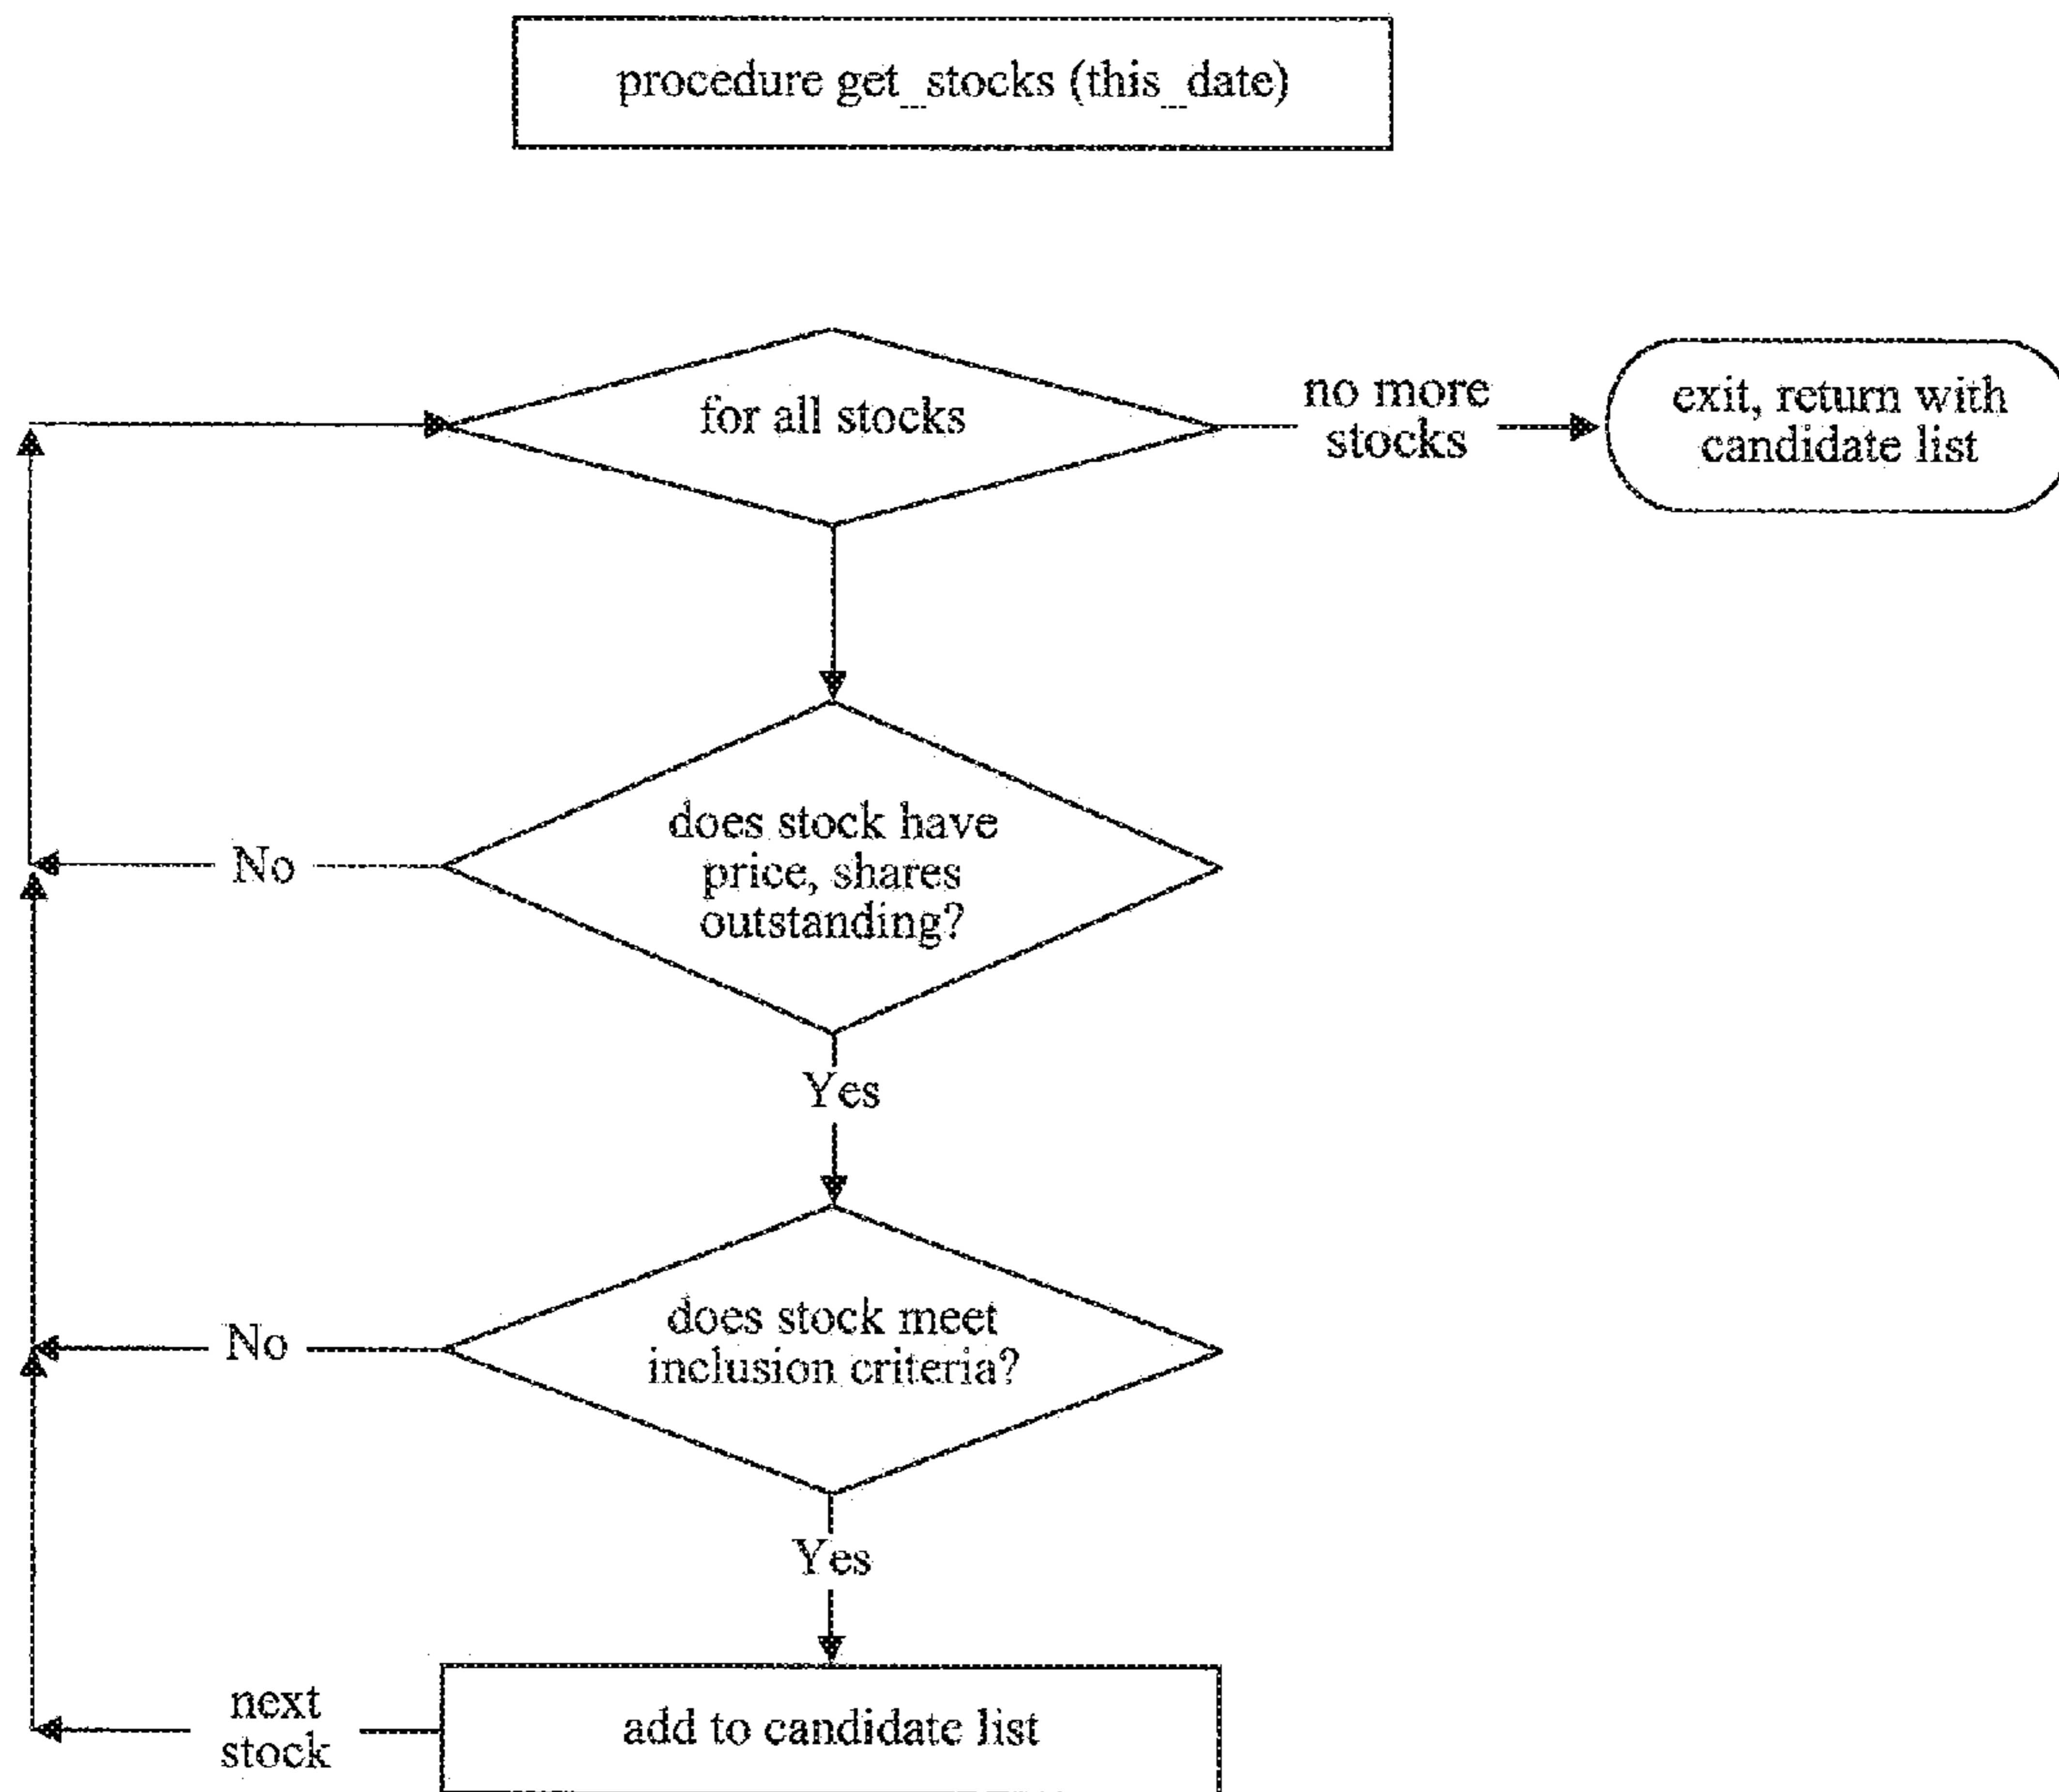 procedure get_stocks (this_date)
for all stocks
no more
stocks
exit, return with
candidate list
does stock have
price, shares
outstanding?
No
Yes
does stock meet
inclusion criteria?
No
Yes
add to candidate list
next
stock